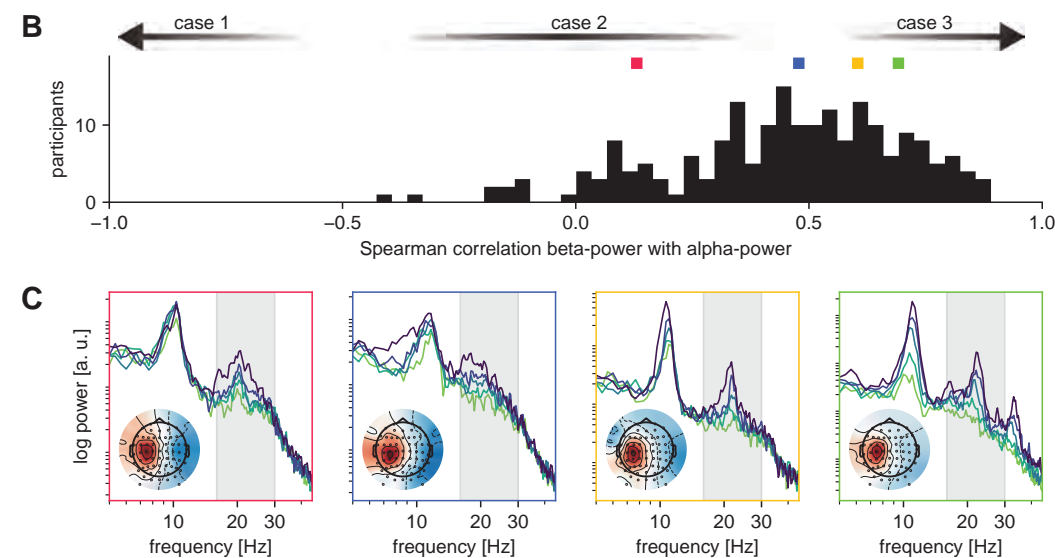 B
case 1
case 2
case 3
participants
10
0
−1.0
−0.5
0.0
0.5
1.0
Spearman correlation beta-power with alpha-power
C
log power [a. u.]
10
20
30
frequency [Hz]
10
20
30
frequency [Hz]
10
20
30
frequency [Hz]
10
20
30
frequency [Hz]